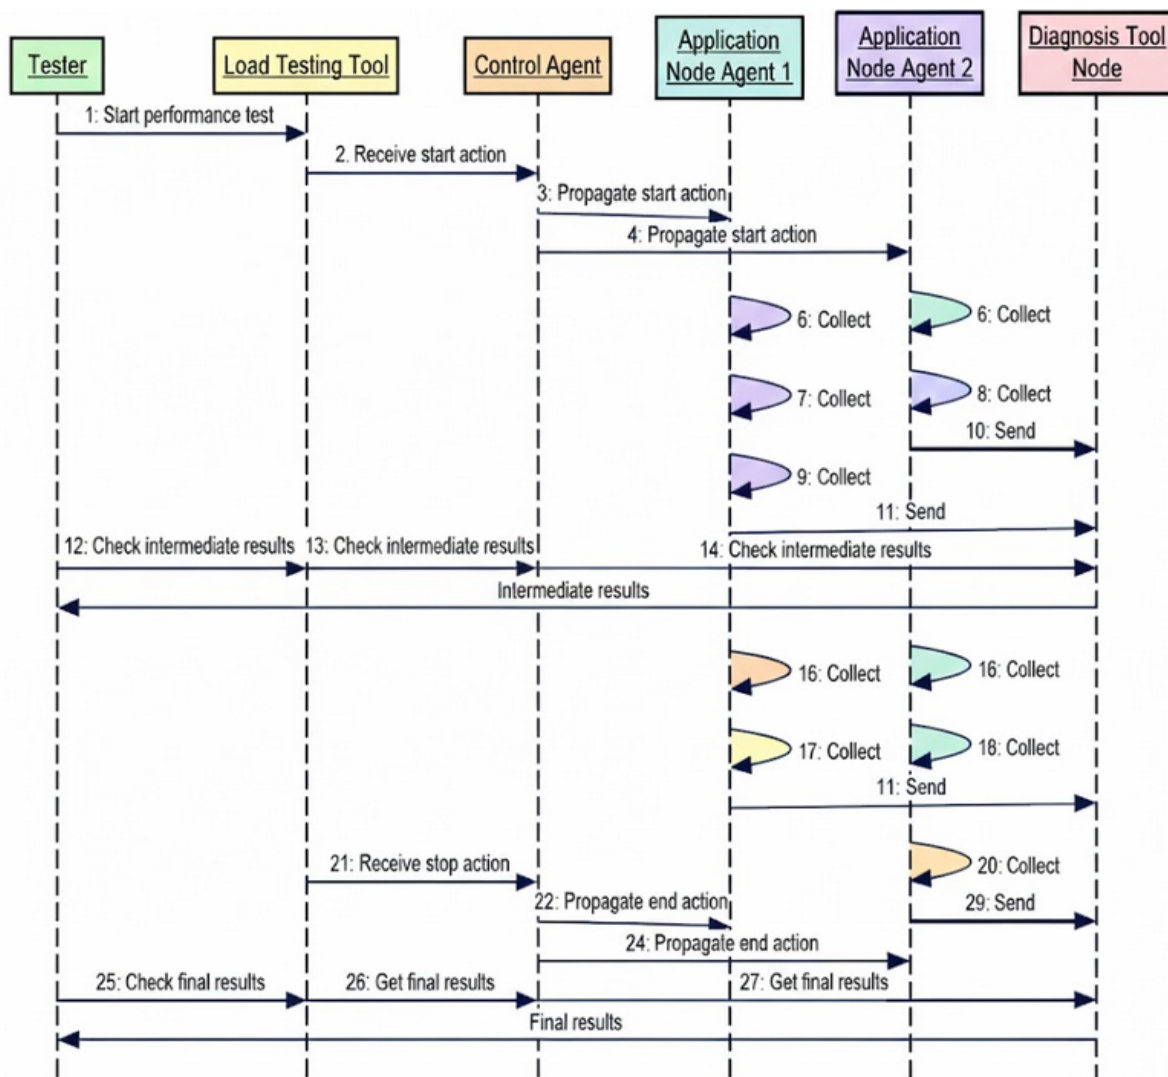 Tester
Load Testing Tool
Control Agent
Application
Node Agent 1
Application
Node Agent 2
Diagnosis Tool
Node
1: Start performance test
2. Receive start action
3: Propagate start action
4: Propagate start action
6: Collect
6: Collect
7: Collect
8: Collect
10: Send
9: Collect
11: Send
12: Check intermediate results
13: Check intermediate results
14: Check intermediate results
Intermediate results
16: Collect
16: Collect
17: Collect
18: Collect
11: Send
21: Receive stop action
20: Collect
22: Propagate end action
29: Send
24: Propagate end action
25: Check final results
26: Get final results
27: Get final results
Final results